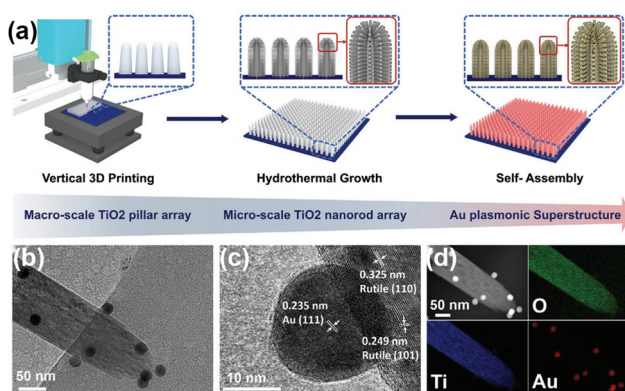 (a)
Vertical 3D Printing
Hydrothermal Growth
Self- Assembly
Macro-scale TiO2 pillar array
Micro-scale TiO2 nanorod array
Au plasmonic Superstructure
(b)
50 nm
(c)
0.325 nm
Rutile (110)
0.235 nm
Au (111)
0.249 nm
Rutile (101)
10 nm
(d)
50 nm
O
Ti
Au